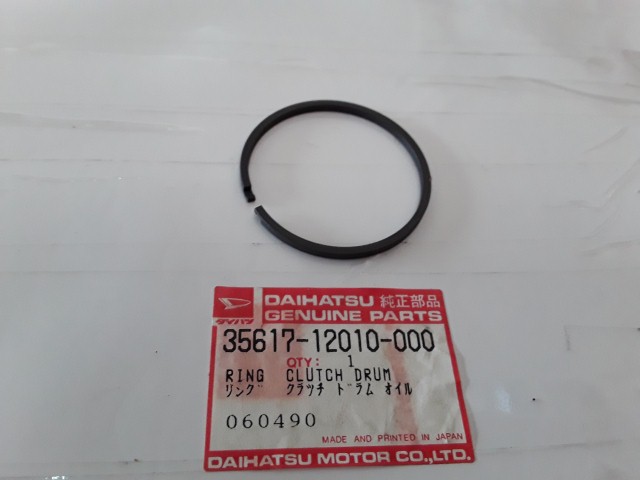 DAIHATSU 純正部品
ダイハツ GENUINE PARTS
35617-12010-000
QTY: 1
RING CLUTCH DRUM
リング クラッチ ドラム オイル
060490
MADE AND PRINTED IN JAPAN
DAIHATSU MOTOR CO.,LTD.